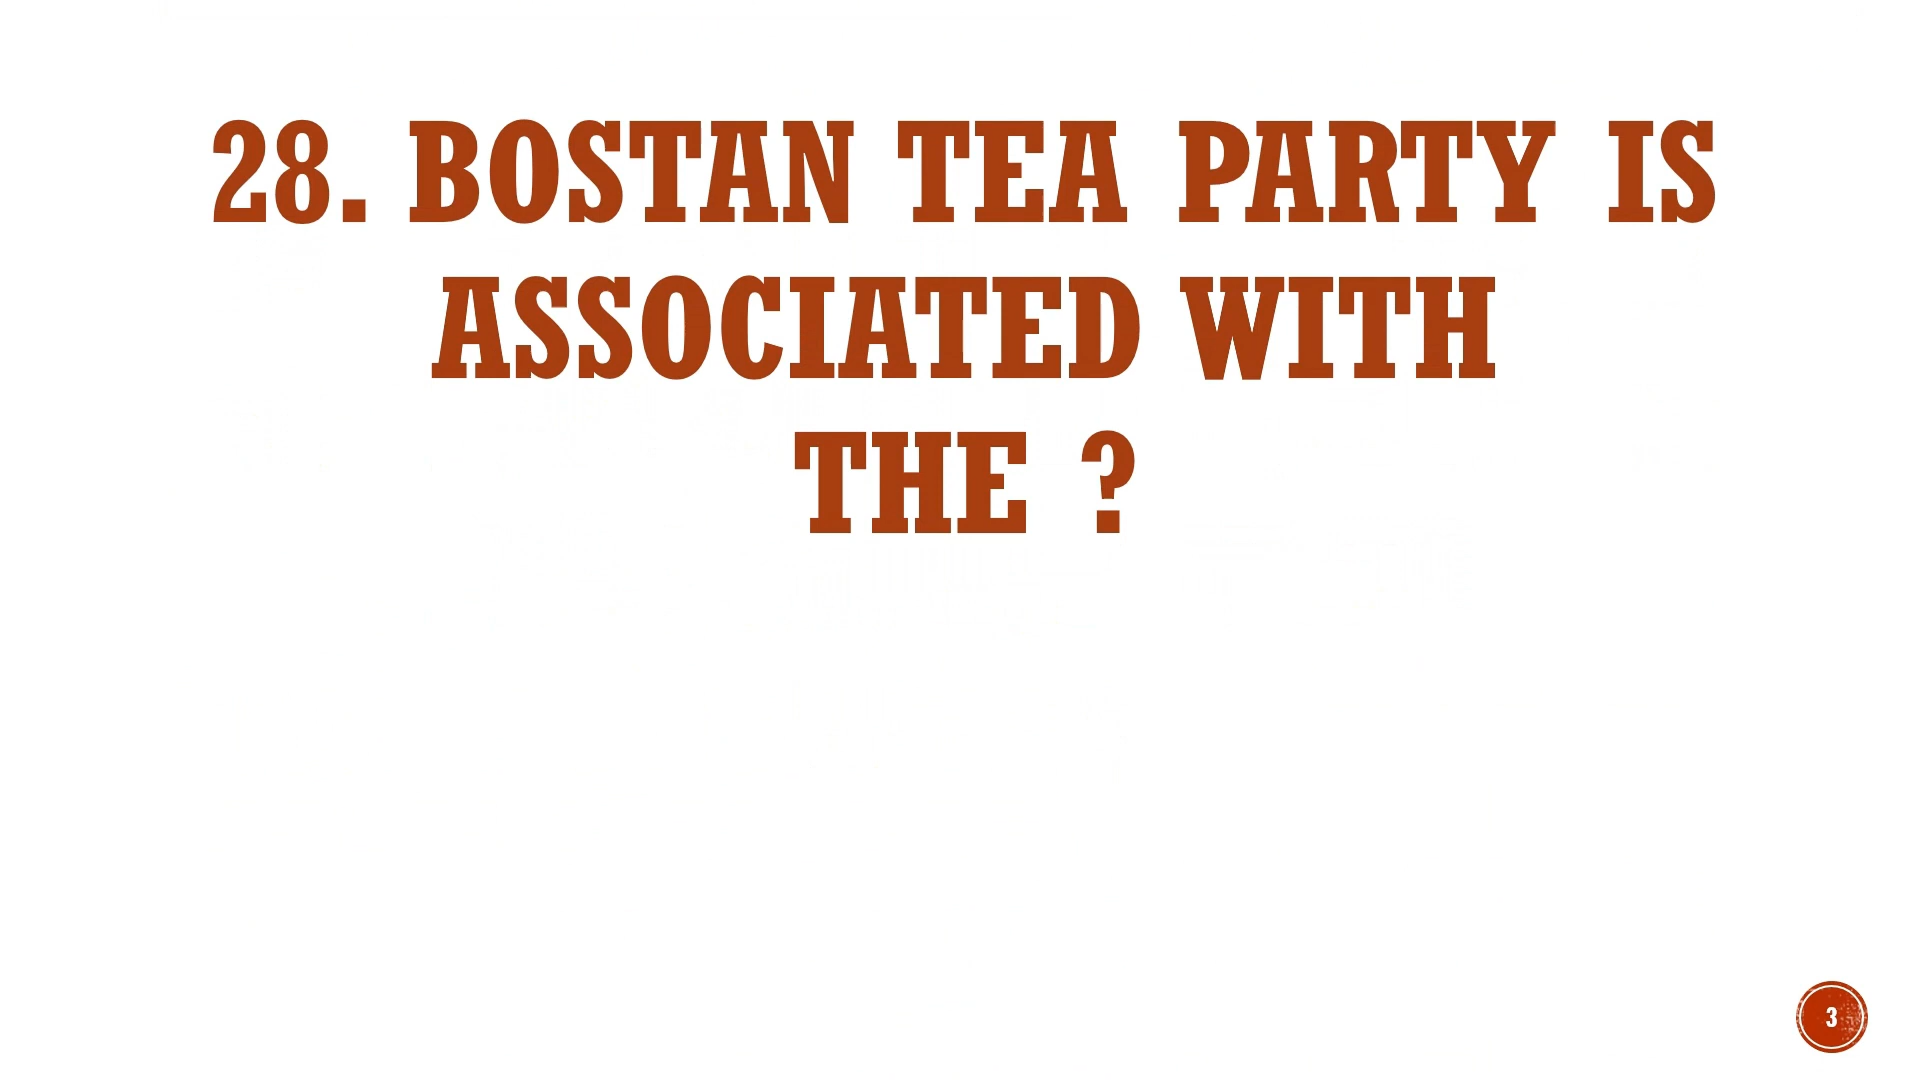 28. BOSTAN TEA PARTY IS
ASSOCIATED WITH
THE ?
3